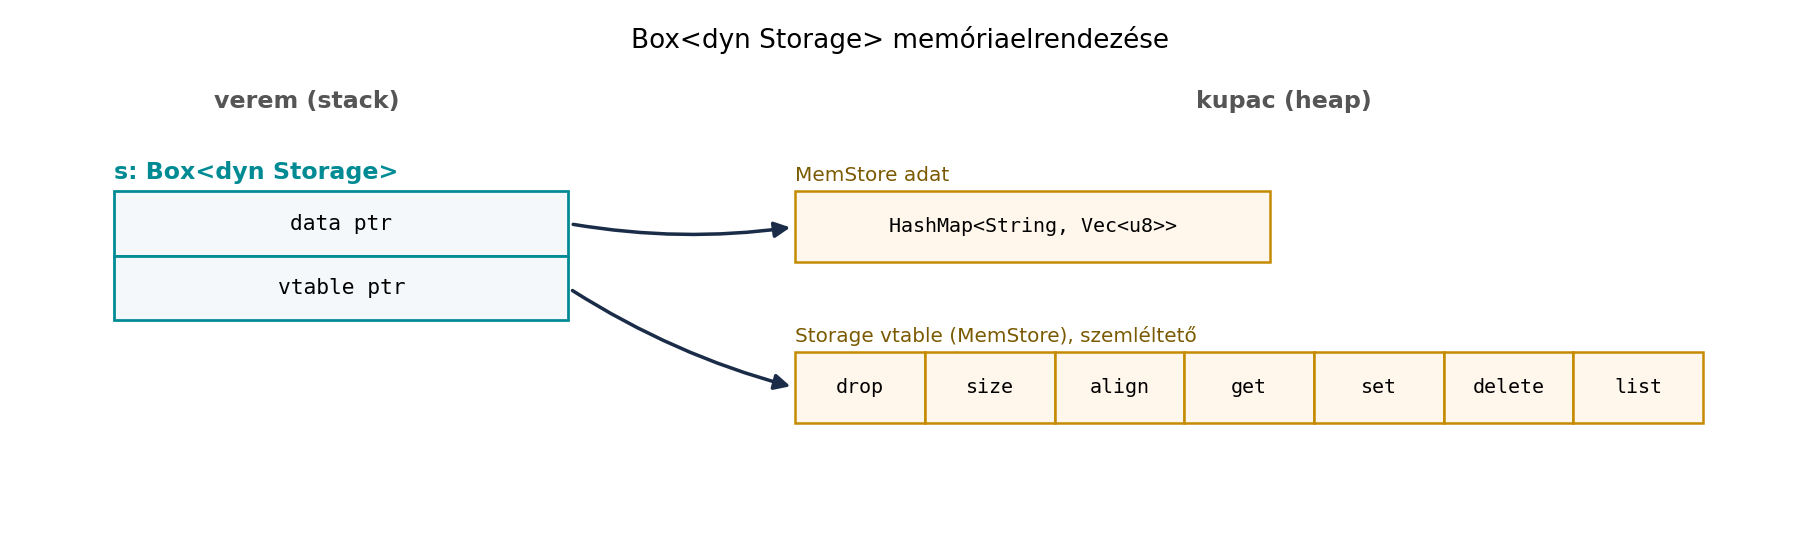 Box<dyn Storage> memóriaelrendezése
verem (stack)
kupac (heap)
s: Box<dyn Storage>
data ptr
vtable ptr
MemStore adat
HashMap<String, Vec<u8>>
Storage vtable (MemStore), szemléltető
drop size align get set delete list